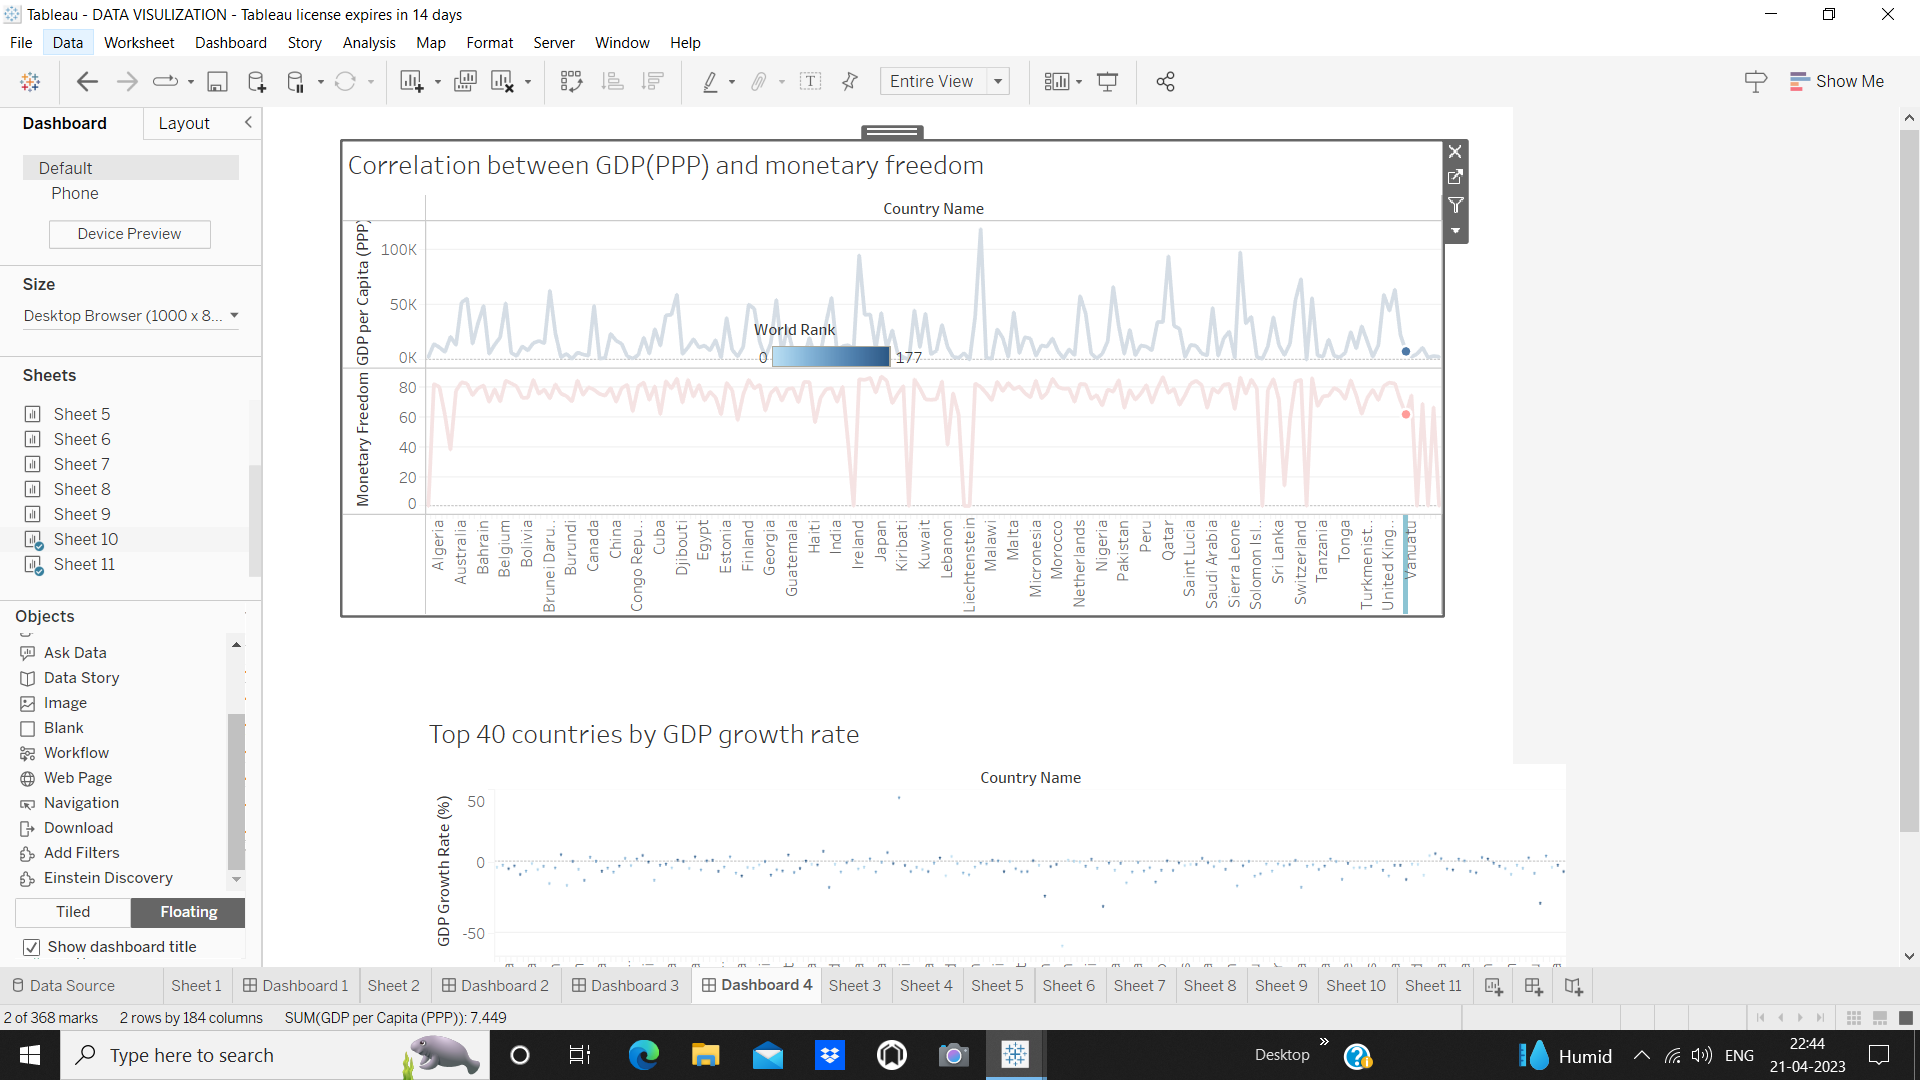 Tableau - DATA VISULIZATION - Tableau license expires in 14 days
File Data Worksheet Dashboard Story Analysis Map Format Server Window Help
Entire View
Show Me
Dashboard Layout
Default
Phone
Device Preview
Size
Desktop Browser (1000 x 8...
Sheets
Sheet 5
Sheet 6
Sheet 7
Sheet 8
Sheet 9
Sheet 10
Sheet 11
Objects
Ask Data
Data Story
Image
Blank
Workflow
Web Page
Navigation
Download
Add Filters
Einstein Discovery
Tiled Floating
Show dashboard title
Correlation between GDP(PPP) and monetary freedom
Country Name
GDP per Capita (PPP)
100K
50K
0K
World Rank
0 177
Monetary Freedom
80
60
40
20
0
Algeria
Australia
Bahrain
Belgium
Bolivia
Brunei Daru..
Burundi
Canada
China
Congo Repu..
Cuba
Djibouti
Egypt
Estonia
Finland
Georgia
Guatemala
Haiti
India
Ireland
Japan
Kiribati
Kuwait
Lebanon
Liechtenstein
Malawi
Malta
Micronesia
Morocco
Netherlands
Nigeria
Pakistan
Peru
Qatar
Saint Lucia
Saudi Arabia
Sierra Leone
Solomon Isl..
Sri Lanka
Switzerland
Tanzania
Tonga
Turkmenist..
United King..
Vanuatu
Top 40 countries by GDP growth rate
Country Name
GDP Growth Rate (%)
50
0
-50
Data Source Sheet 1 Dashboard 1 Sheet 2 Dashboard 2 Dashboard 3 Dashboard 4 Sheet 3 Sheet 4 Sheet 5 Sheet 6 Sheet 7 Sheet 8 Sheet 9 Sheet 10 Sheet 11
2 of 368 marks 2 rows by 184 columns SUM(GDP per Capita (PPP)): 7,449
Type here to search
Desktop
Humid
ENG
22:44
21-04-2023